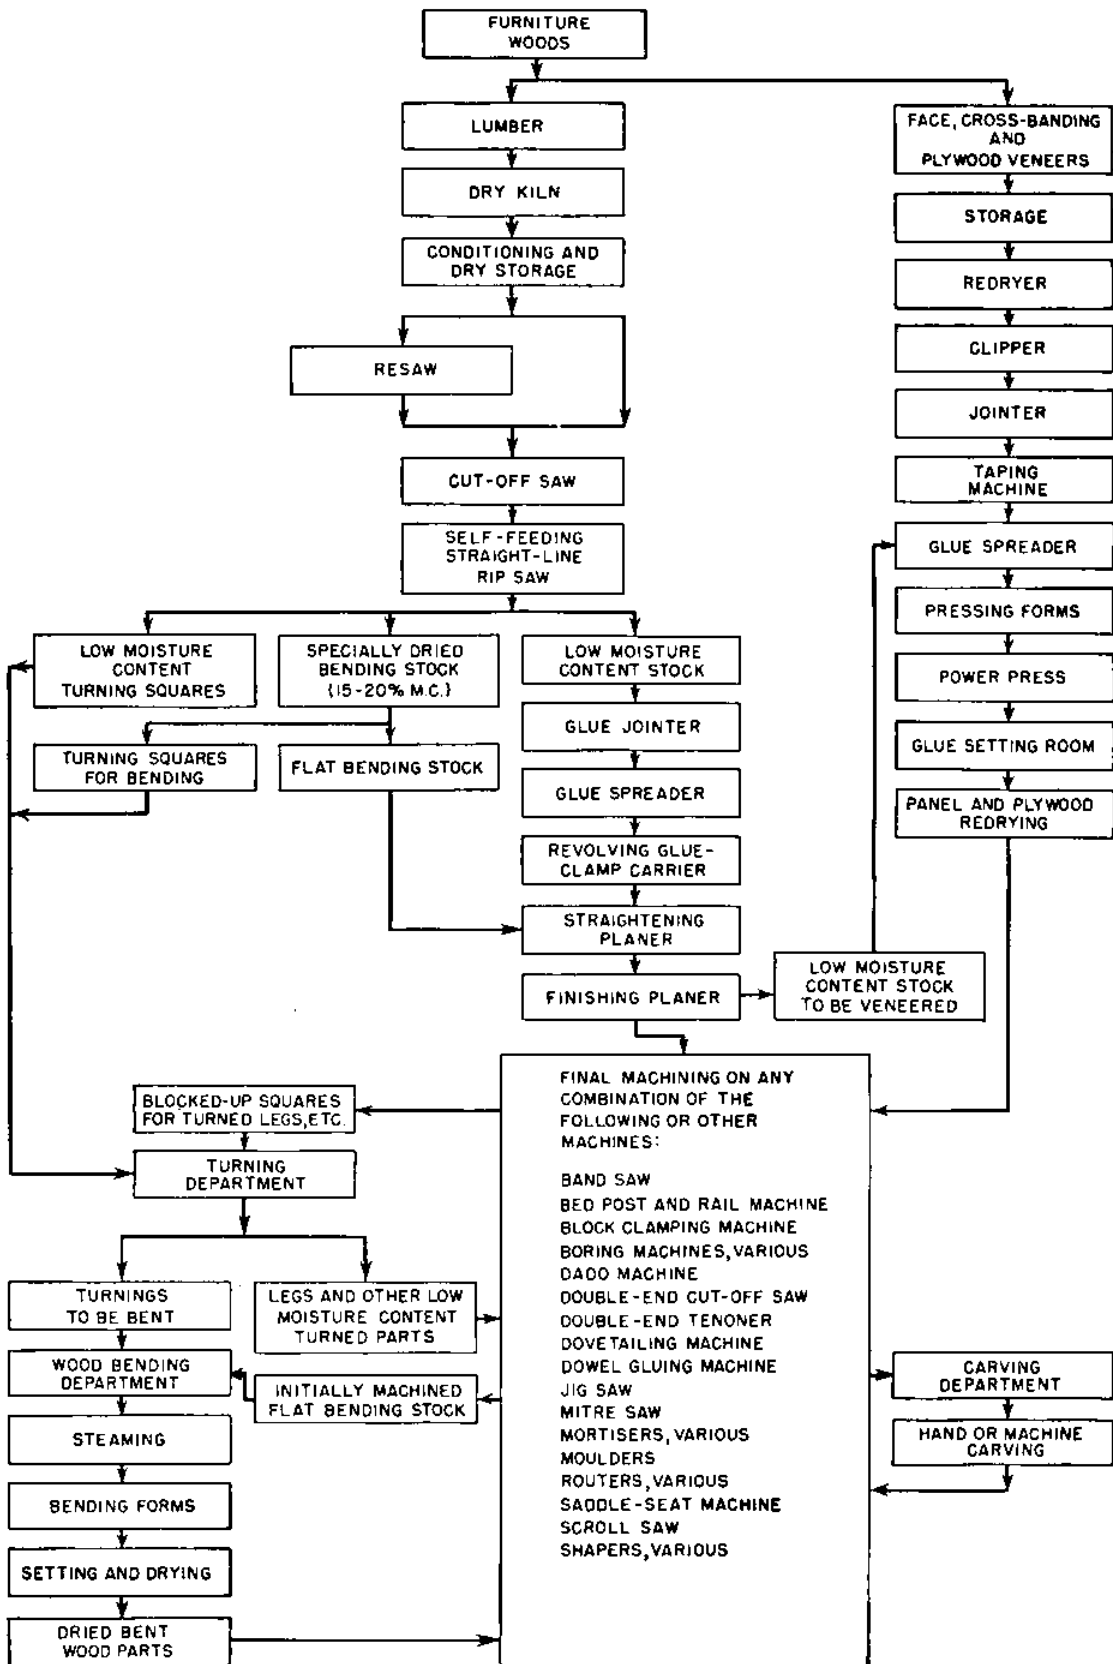 FURNITURE
WOODS
LUMBER
DRY KILN
CONDITIONING AND
DRY STORAGE
RESAW
CUT-OFF SAW
SELF-FEEDING
STRAIGHT-LINE
RIP SAW
FACE, CROSS-BANDING
AND
PLYWOOD VENEERS
STORAGE
REDRYER
CLIPPER
JOINTER
TAPING
MACHINE
GLUE SPREADER
PRESSING FORMS
POWER PRESS
GLUE SETTING ROOM
PANEL AND PLYWOOD
REDRYING
LOW MOISTURE
CONTENT
TURNING SQUARES
SPECIALLY DRIED
BENDING STOCK
(15-20% M.C.)
LOW MOISTURE
CONTENT STOCK
TURNING SQUARES
FOR BENDING
FLAT BENDING STOCK
GLUE JOINTER
GLUE SPREADER
REVOLVING GLUE-
CLAMP CARRIER
STRAIGHTENING
PLANER
FINISHING PLANER
LOW MOISTURE
CONTENT STOCK
TO BE VENEERED
BLOCKED-UP SQUARES
FOR TURNED LEGS, ETC.
TURNING
DEPARTMENT
TURNINGS
TO BE BENT
LEGS AND OTHER LOW
MOISTURE CONTENT
TURNED PARTS
WOOD BENDING
DEPARTMENT
INITIALLY MACHINED
FLAT BENDING STOCK
STEAMING
BENDING FORMS
SETTING AND DRYING
DRIED BENT
WOOD PARTS
FINAL MACHINING ON ANY
COMBINATION OF THE
FOLLOWING OR OTHER
MACHINES:
BAND SAW
BED POST AND RAIL MACHINE
BLOCK CLAMPING MACHINE
BORING MACHINES, VARIOUS
DADO MACHINE
DOUBLE-END CUT-OFF SAW
DOUBLE-END TENONER
DOVETAILING MACHINE
DOWEL GLUING MACHINE
JIG SAW
MITRE SAW
MORTISERS, VARIOUS
MOULDERS
ROUTERS, VARIOUS
SADDLE-SEAT MACHINE
SCROLL SAW
SHAPERS, VARIOUS
CARVING
DEPARTMENT
HAND OR MACHINE
CARVING